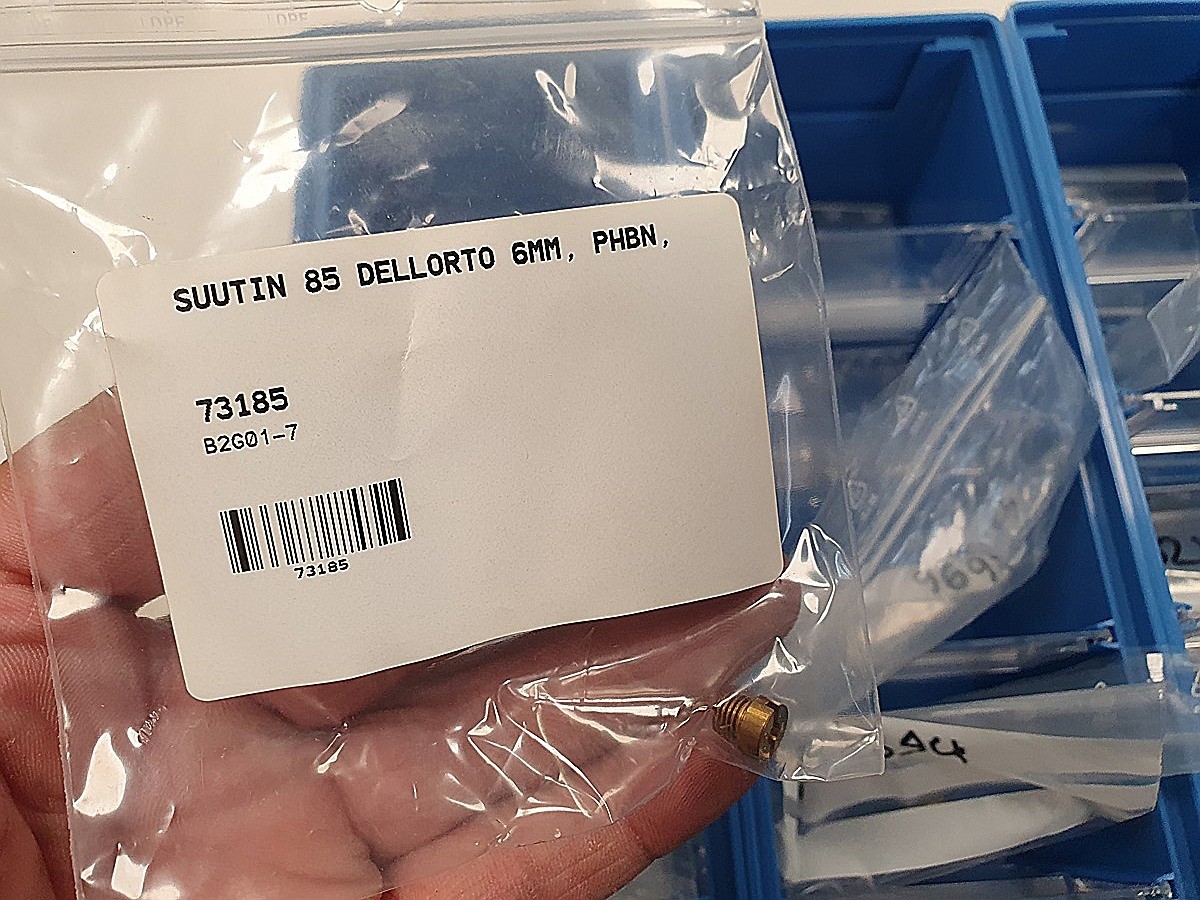 SUUTIN 85 DELLORTO 6MM, PHBN,
73185
B2G01-7
73185